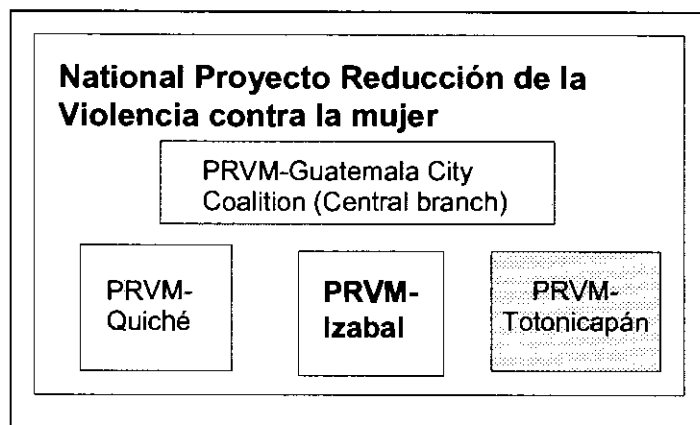 National Proyecto Reducción de la
Violencia contra la mujer
PRVM-Guatemala City
Coalition (Central branch)
PRVM-
Quiché
PRVM-
Izabal
PRVM-
Totonicapán